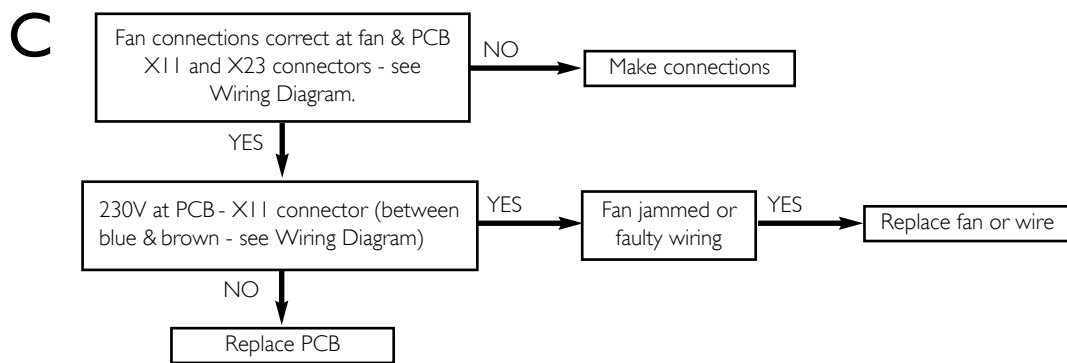 C
Fan connections correct at fan & PCB
X11 and X23 connectors - see
Wiring Diagram.
NO
Make connections
YES
230V at PCB - X11 connector (between
blue & brown - see Wiring Diagram)
YES
Fan jammed or
faulty wiring
YES
Replace fan or wire
NO
Replace PCB